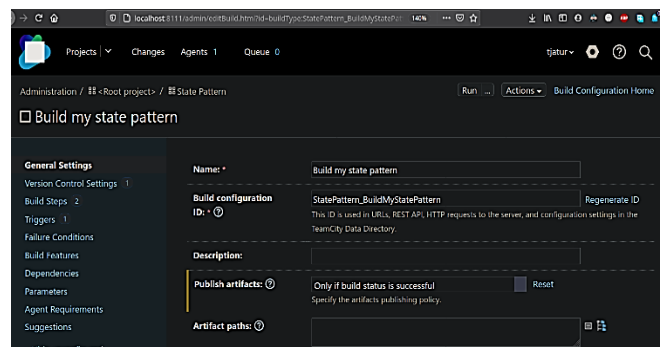 localhost:8111/admin/editBuild.html?id=buildType:StatePattern_BuildMyStatePat 140%
Projects Changes Agents 1 Queue 0 tjatur
Administration / <Root project> / State Pattern Run ... Actions Build Configuration Home
Build my state pattern
General Settings
Version Control Settings 1
Build Steps 2
Triggers 1
Failure Conditions
Build Features
Dependencies
Parameters
Agent Requirements
Suggestions
Name: * Build my state pattern
Build configuration ID: * StatePattern_BuildMyStatePattern Regenerate ID
This ID is used in URLs, REST API, HTTP requests to the server, and configuration settings in the
TeamCity Data Directory.
Description:
Publish artifacts: Only if build status is successful Reset
Specify the artifacts publishing policy.
Artifact paths: